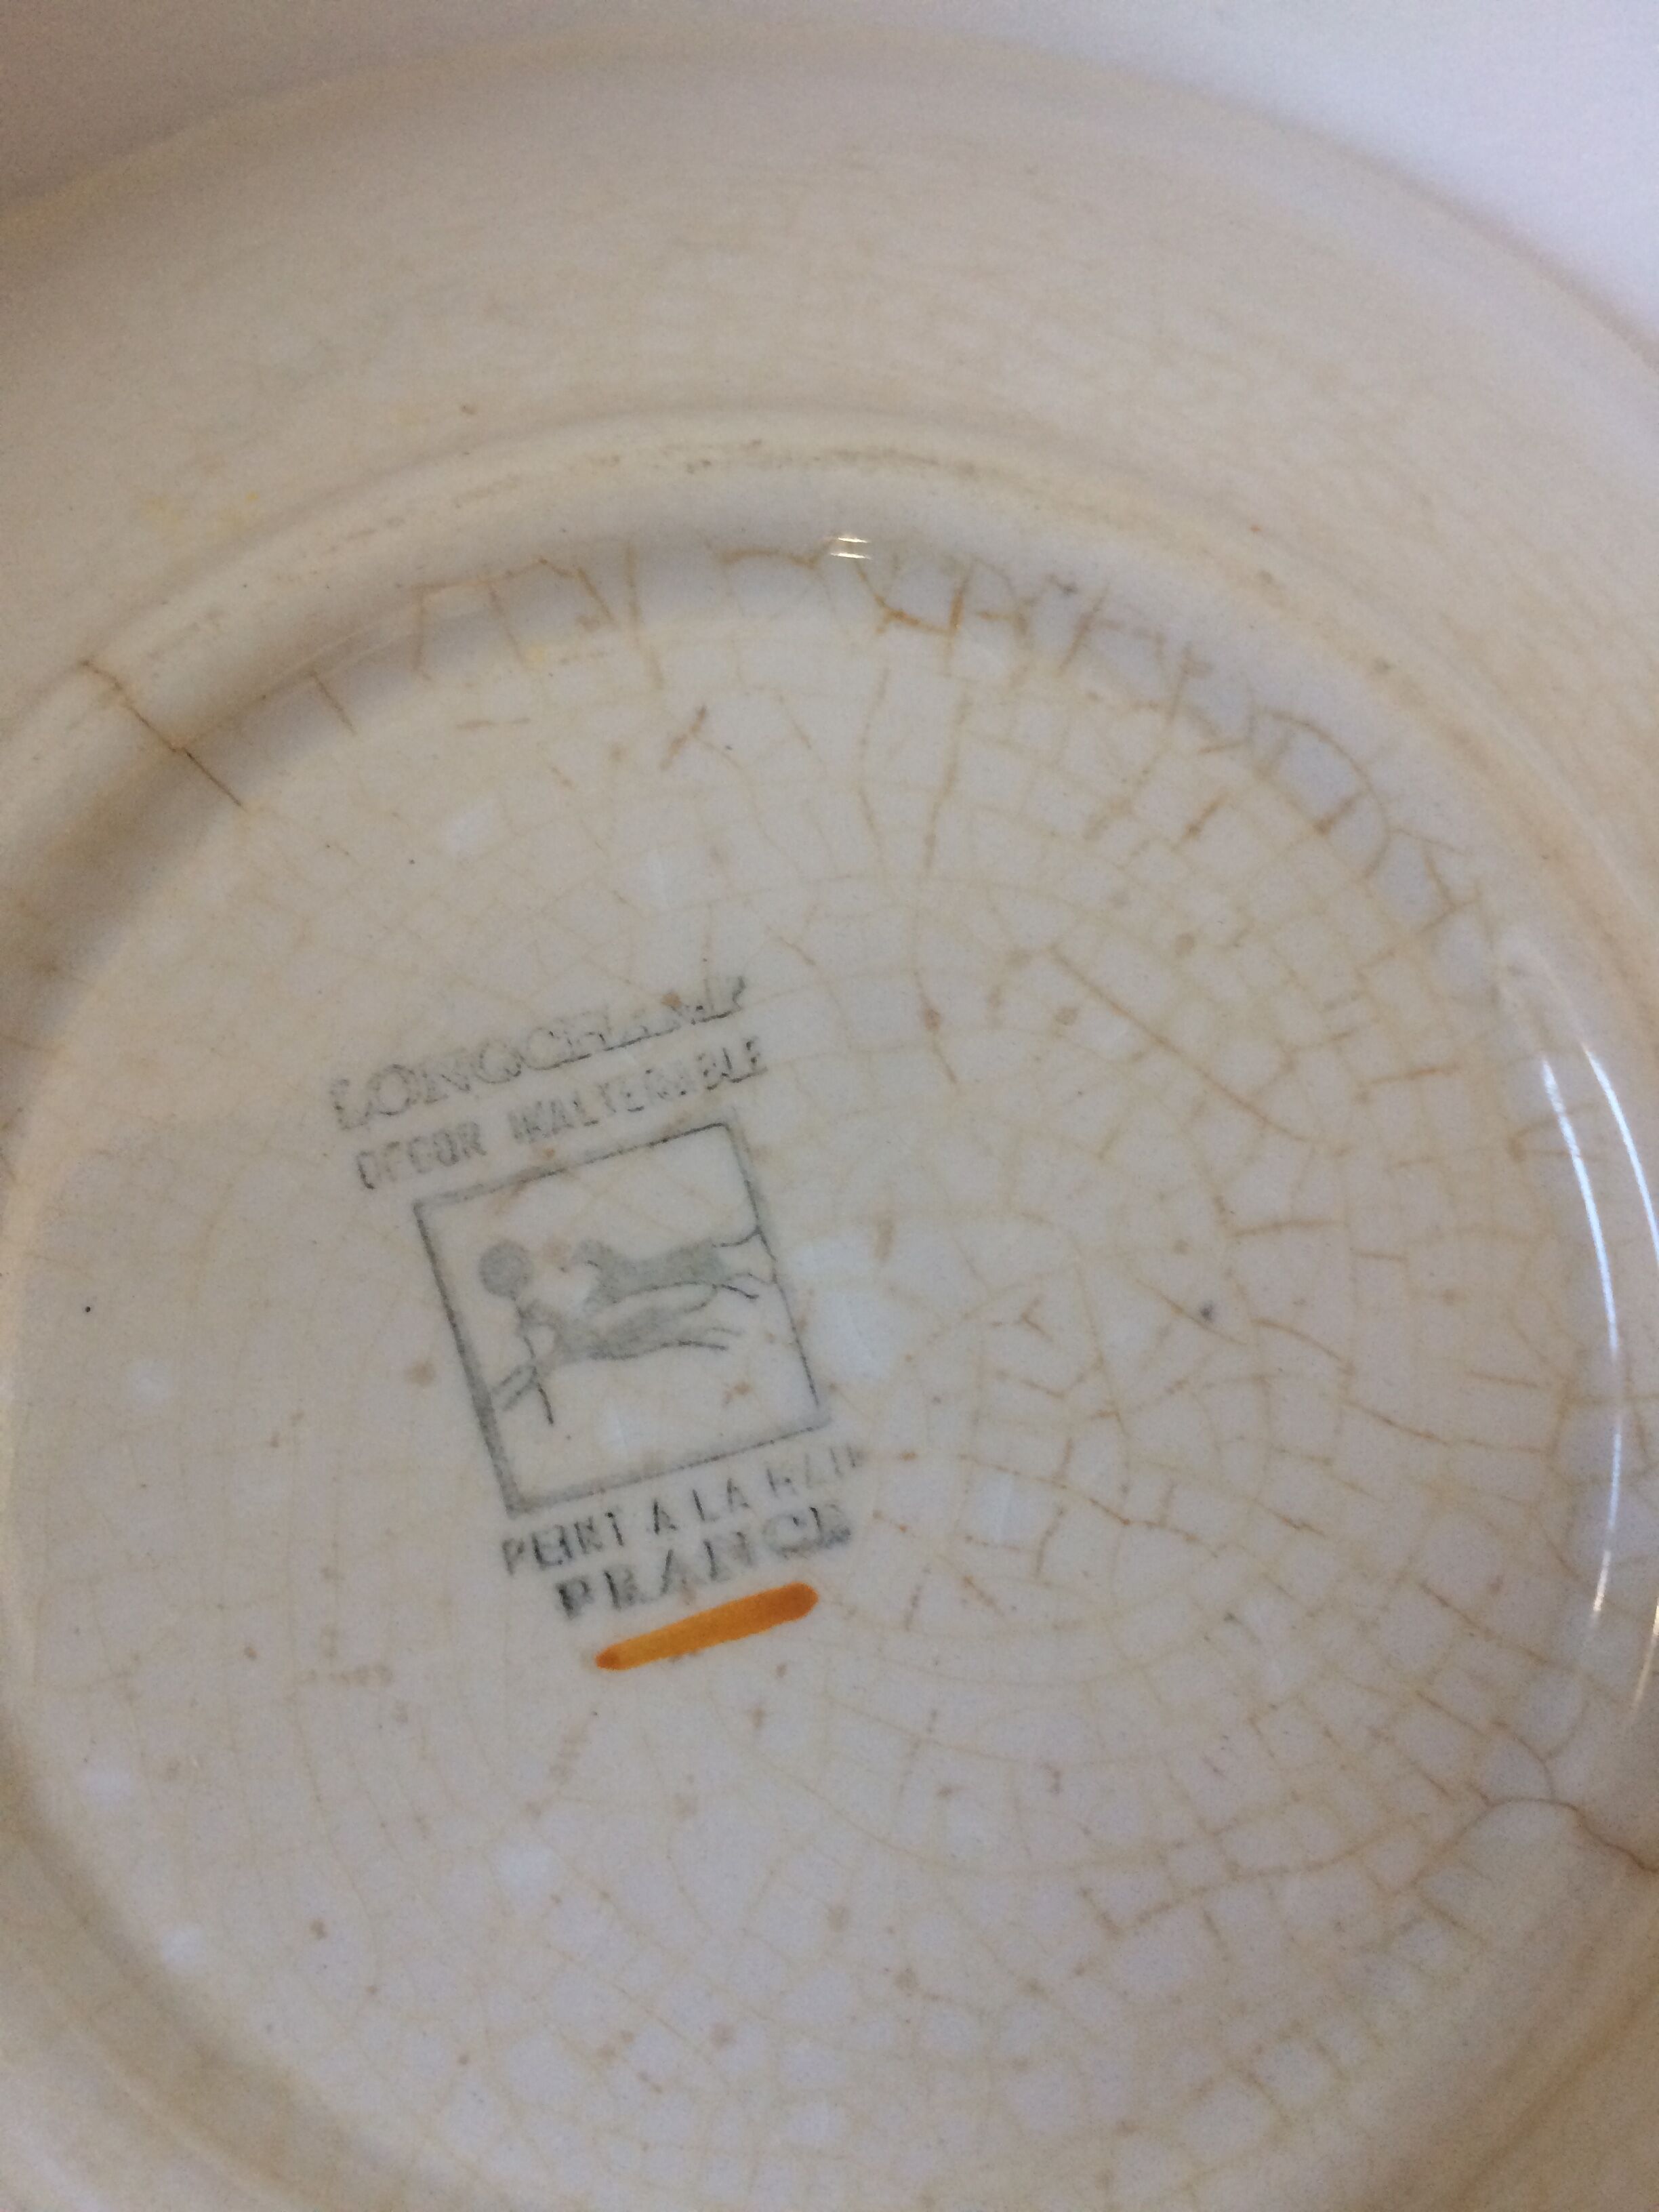 LONGCHAMP
DECOR INALTERABLE
PEINT A LA MAIN
FRANCE